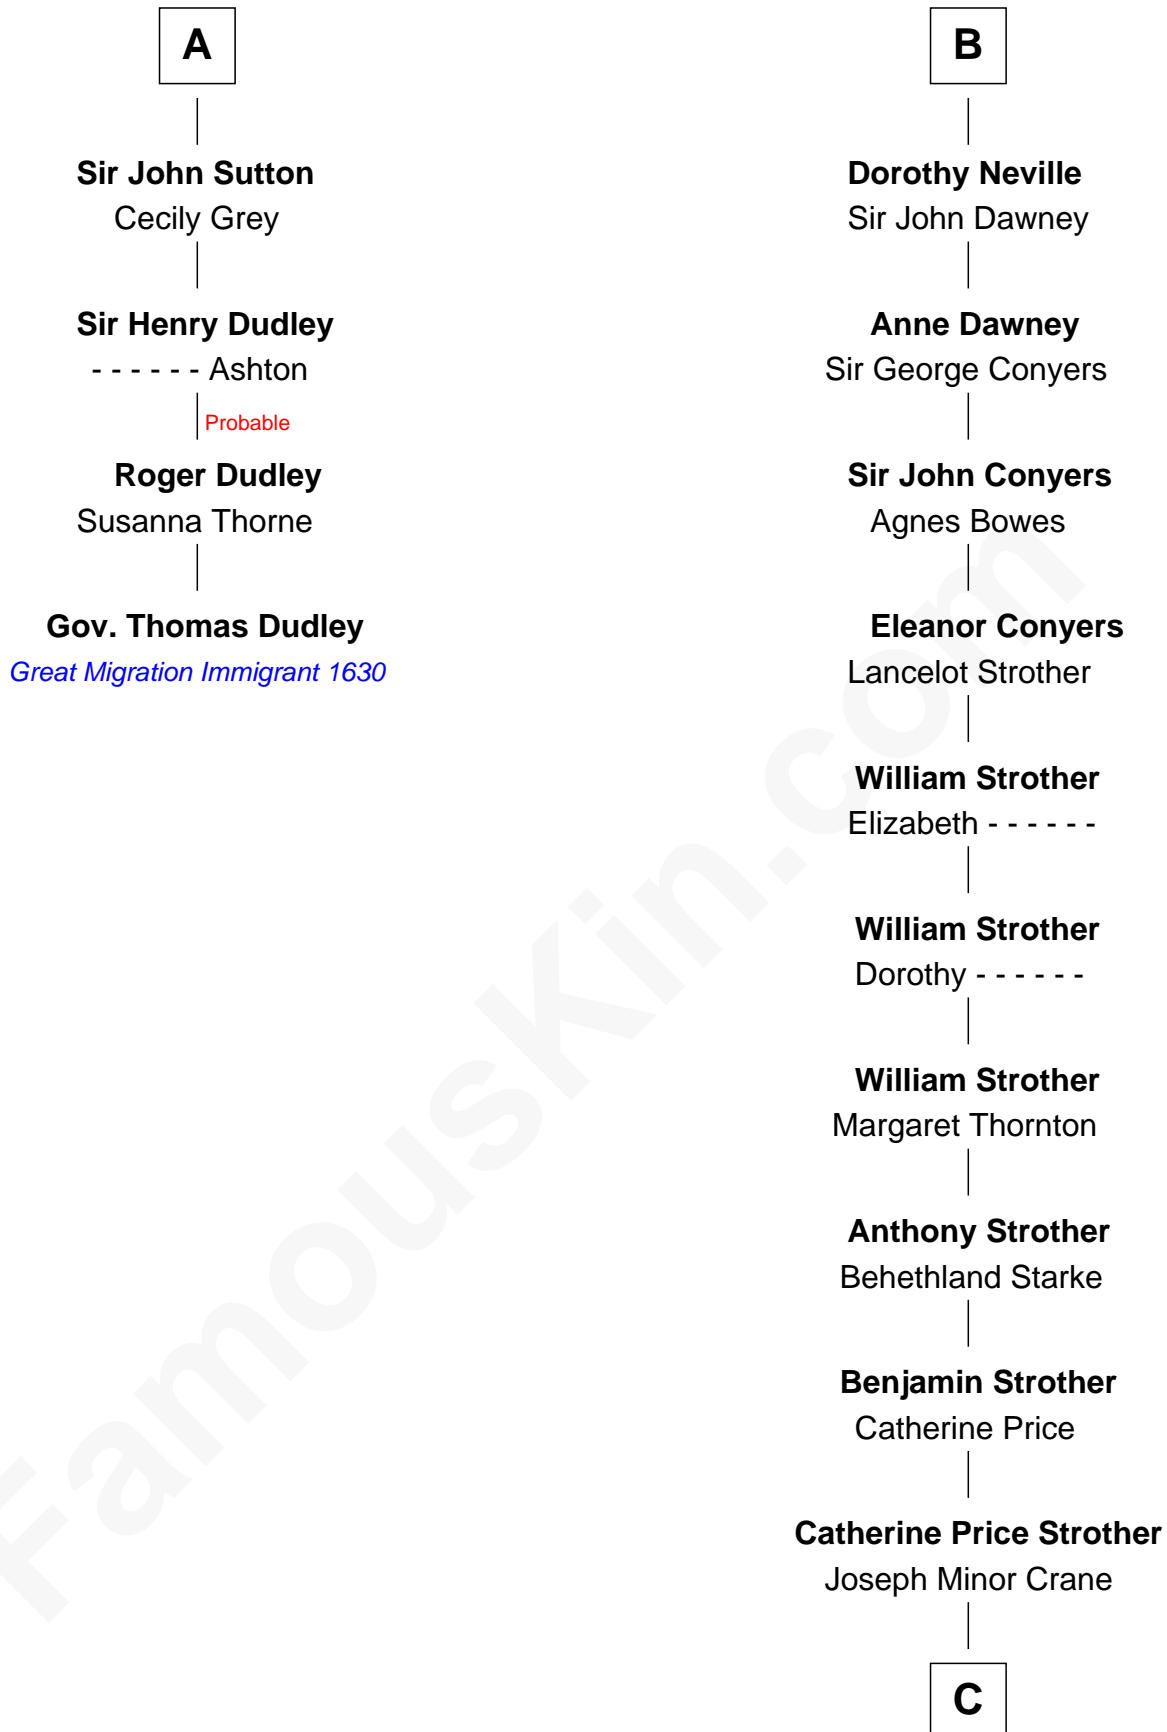 A
Sir John Sutton
Cecily Grey
Sir Henry Dudley
- - - - - - Ashton
Probable
Roger Dudley
Susanna Thorne
Gov. Thomas Dudley
Great Migration Immigrant 1630
B
Dorothy Neville
Sir John Dawney
Anne Dawney
Sir George Conyers
Sir John Conyers
Agnes Bowes
Eleanor Conyers
Lancelot Strother
William Strother
Elizabeth - - - - - -
William Strother
Dorothy - - - - - -
William Strother
Margaret Thornton
Anthony Strother
Behethland Starke
Benjamin Strother
Catherine Price
Catherine Price Strother
Joseph Minor Crane
C
FamousKin.com